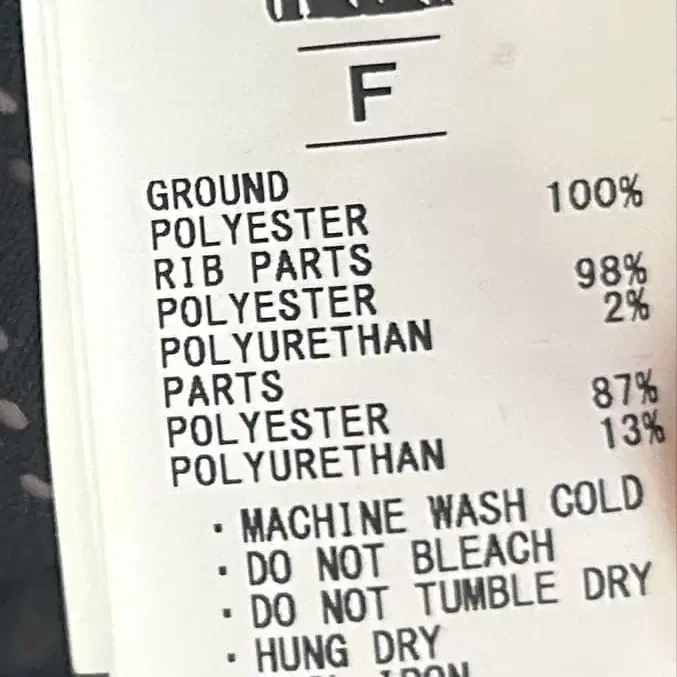 F
GROUND
POLYESTER 100%
RIB PARTS
POLYESTER 98%
POLYURETHAN 2%
PARTS
POLYESTER 87%
POLYURETHAN 13%
· MACHINE WASH COLD
· DO NOT BLEACH
· DO NOT TUMBLE DRY
· HUNG DRY
IRON